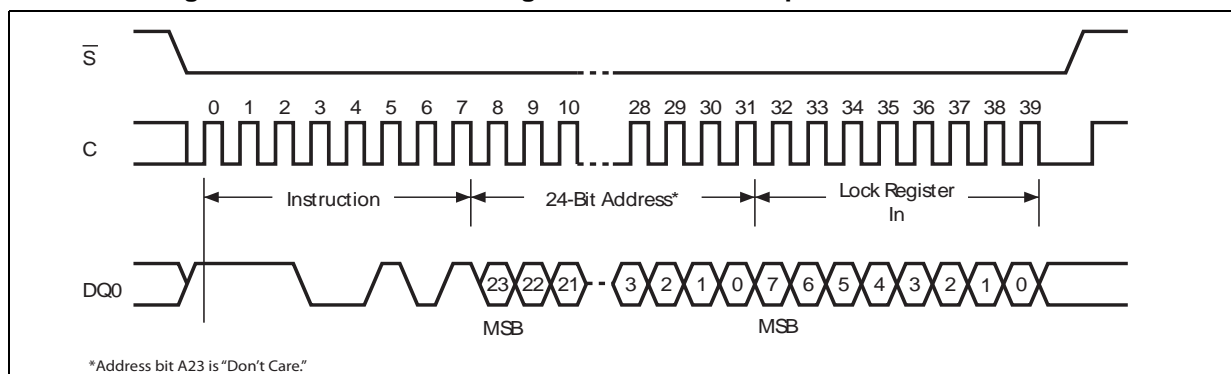 S
0 1 2 3 4 5 6 7 8 9 10 28 29 30 31 32 33 34 35 36 37 38 39
C
Instruction 24-Bit Address* Lock Register
In
DQ0 23 22 21 3 2 1 0 7 6 5 4 3 2 1 0
MSB MSB
*Address bit A23 is “Don’t Care.”